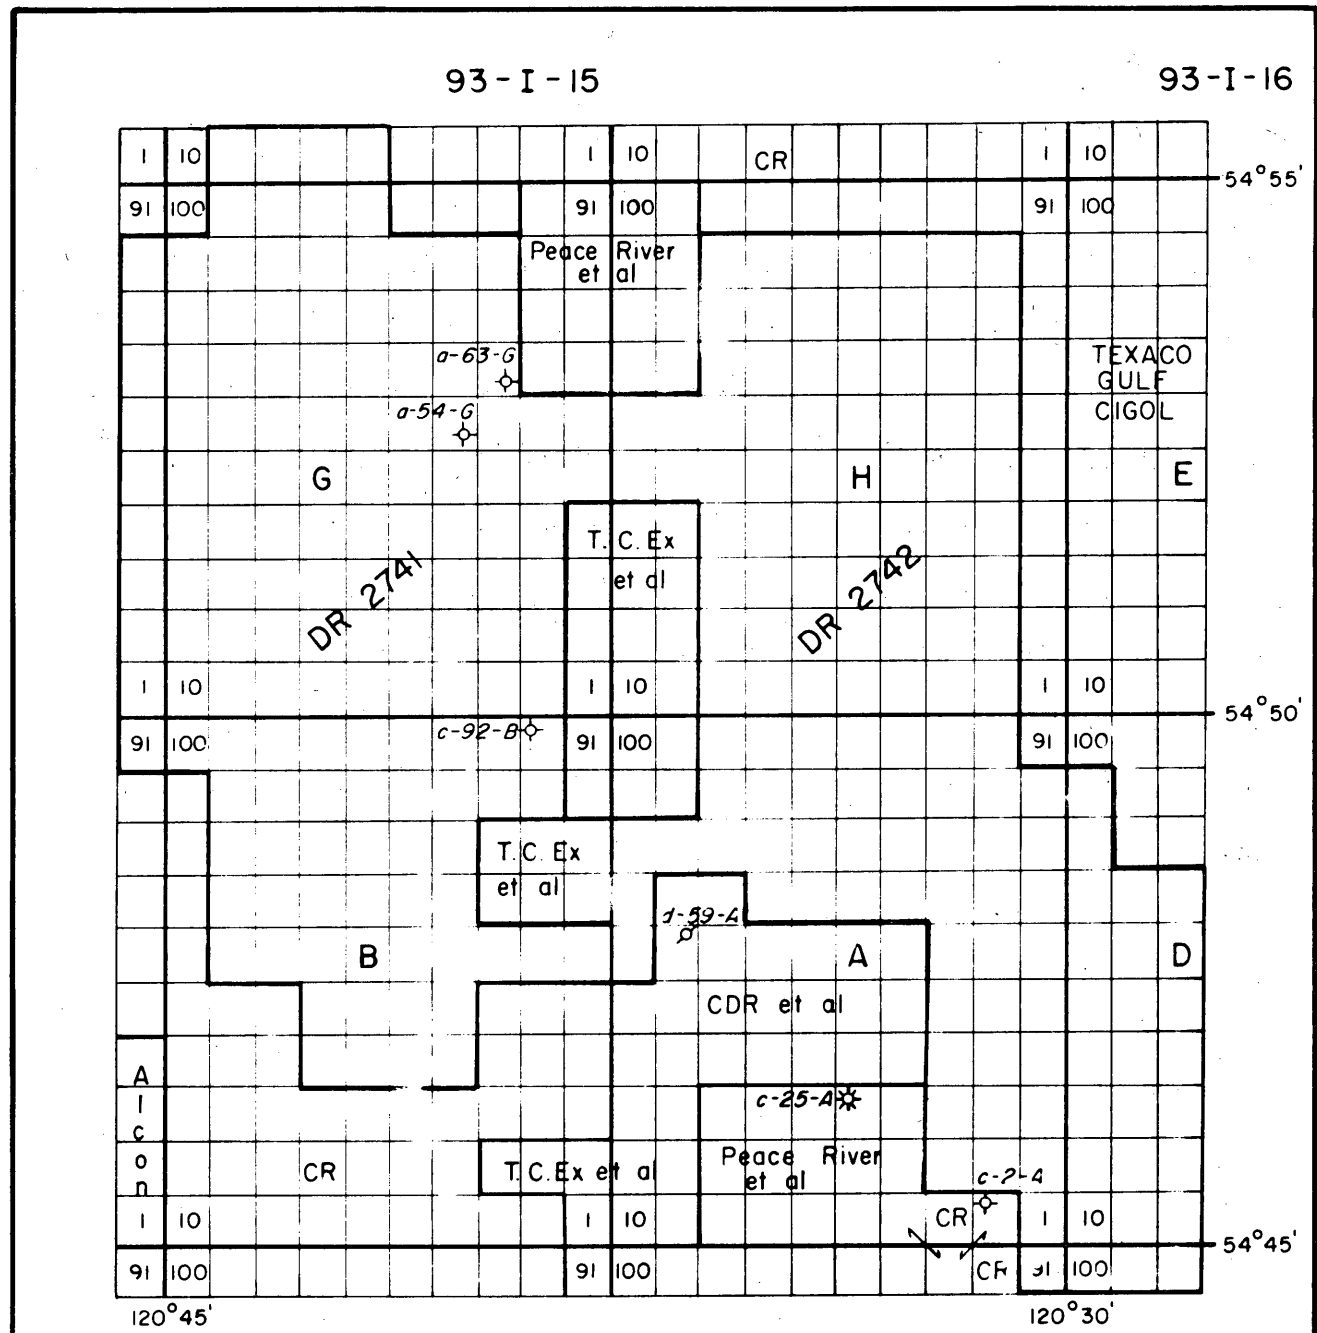 93-I-15
93-I-16
1 10
1 10
CR
1 10
54°55'
91 100
91 100
91 100
Peace River
et al
a-63-G
TEXACO
GULF
CIGOL
a-54-G
G
H
E
T.C.Ex
et al
DR 2741
DR 2742
1 10
1 10
1 10
54°50'
c-92-B
91 100
91 100
91 100
T.C.Ex
et al
d-59-A
B
A
D
CDR et al
Alcon
c-25-A
CR
T.C.Ex et al
Peace River
et al
c-2-A
1 10
1 10
CR
1 10
54°45'
91 100
91 100
CR
91 100
120°45'
120°30'